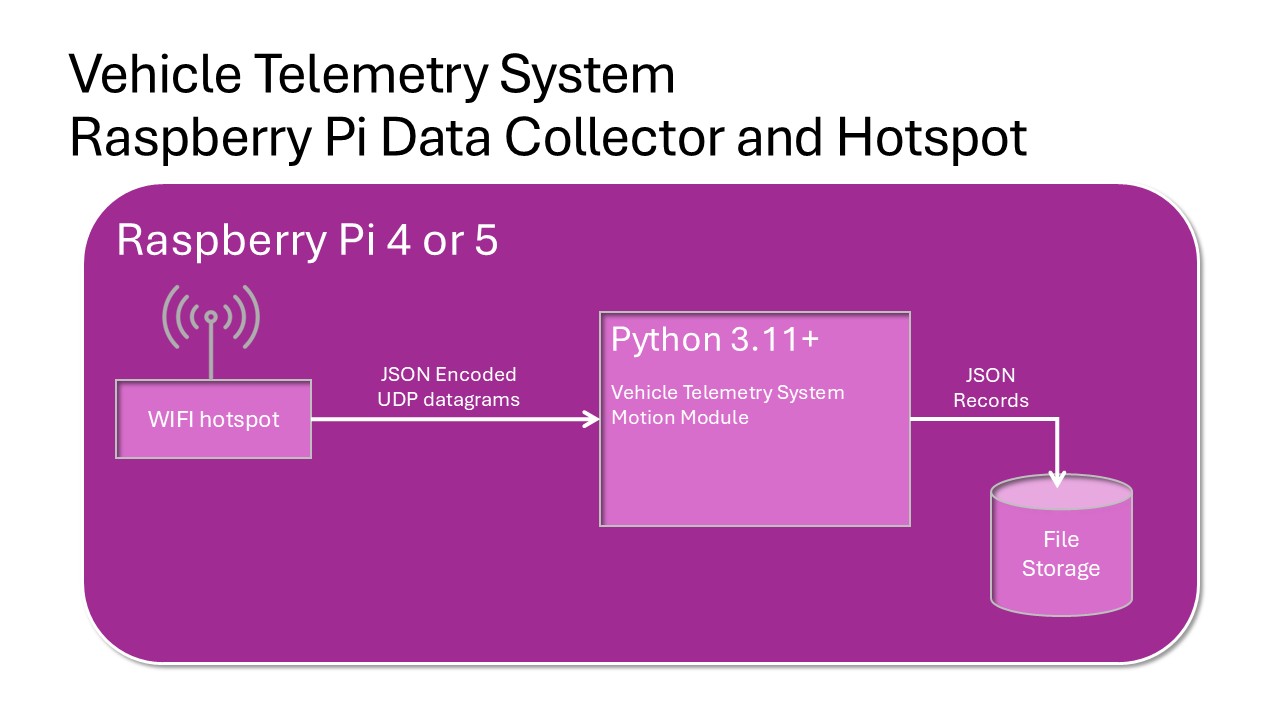 Vehicle Telemetry System
Raspberry Pi Data Collector and Hotspot
Raspberry Pi 4 or 5
WIFI hotspot
JSON Encoded
UDP datagrams
Python 3.11+
Vehicle Telemetry System
Motion Module
JSON
Records
File
Storage